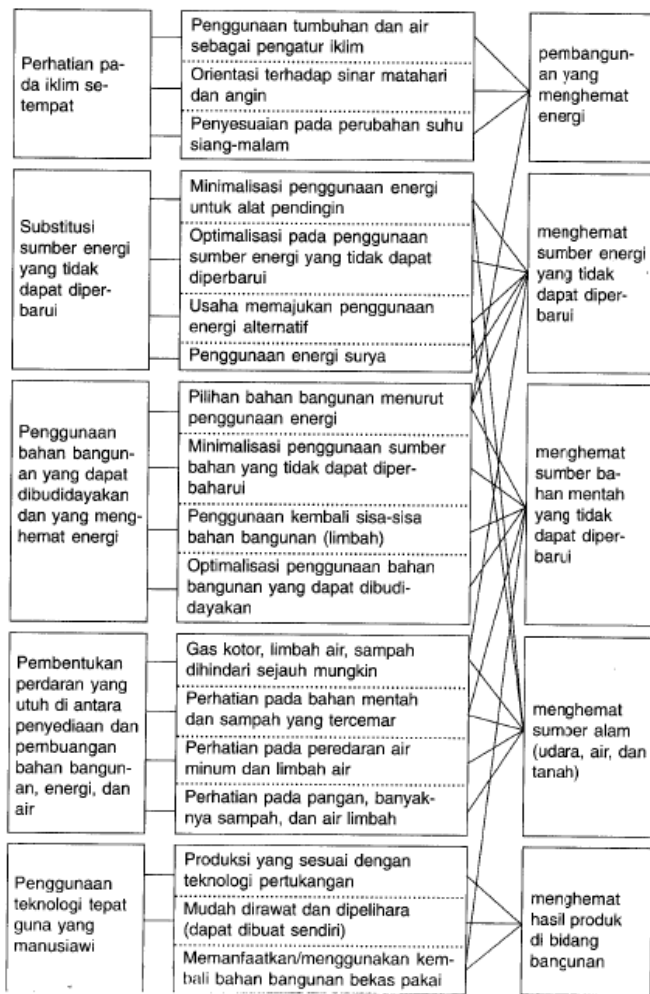 Perhatian pa-
da iklim se-
tempat
Penggunaan tumbuhan dan air
sebagai pengatur iklim
Orientasi terhadap sinar matahari
dan angin
Penyesuaian pada perubahan suhu
siang-malam
pembangun-
an yang
menghemat
energi
Substitusi
sumber energi
yang tidak
dapat diper-
barui
Minimalisasi penggunaan energi
untuk alat pendingin
Optimalisasi pada penggunaan
sumber energi yang tidak dapat
diperbarui
Usaha memajukan penggunaan
energi alternatif
Penggunaan energi surya
menghemat
sumber energi
yang tidak
dapat diper-
barui
Penggunaan
bahan bangun-
an yang dapat
dibudidayakan
dan yang meng-
hemat energi
Pilihan bahan bangunan menurut
penggunaan energi
Minimalisasi penggunaan sumber
bahan yang tidak dapat diper-
baharui
Penggunaan kembali sisa-sisa
bahan bangunan (limbah)
Optimalisasi penggunaan bahan
bangunan yang dapat dibudi-
dayakan
menghemat
sumber ba-
han mentah
yang tidak
dapat diper-
barui
Pembentukan
perdaran yang
utuh di antara
penyediaan dan
pembuangan
bahan bangun-
an, energi, dan
air
Gas kotor, limbah air, sampah
dihindari sejauh mungkin
Perhatian pada bahan mentah
dan sampah yang tercemar
Perhatian pada peredaran air
minum dan limbah air
Perhatian pada pangan, banyak-
nya sampah, dan air limbah
menghemat
sumber alam
(udara, air, dan
tanah)
Penggunaan
teknologi tepat
guna yang
manusiawi
Produksi yang sesuai dengan
teknologi pertukangan
Mudah dirawat dan dipelihara
(dapat dibuat sendiri)
Memanfaatkan/menggunakan kem-
bali bahan bangunan bekas pakai
menghemat
hasil produk
di bidang
bangunan